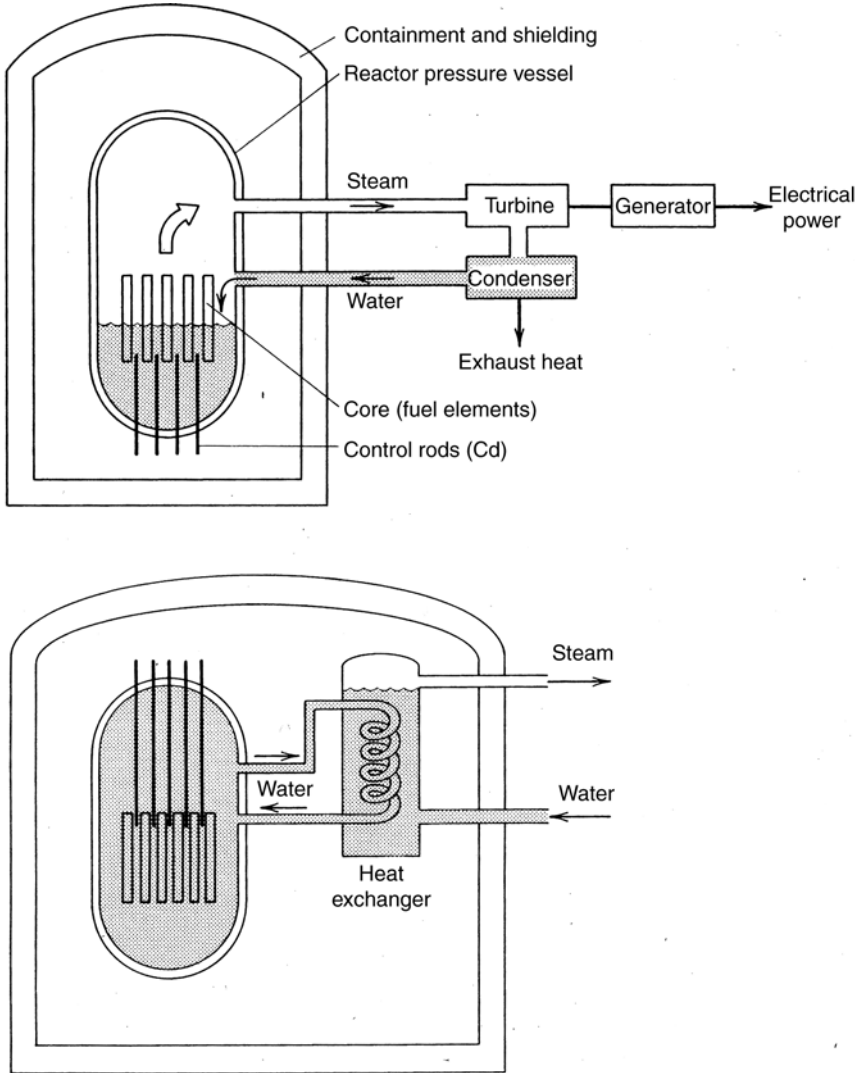 Containment and shielding
Reactor pressure vessel
Steam
Turbine
Generator
Electrical
power
Condenser
Water
Exhaust heat
Core (fuel elements)
Control rods (Cd)
Steam
Water
Water
Heat
exchanger